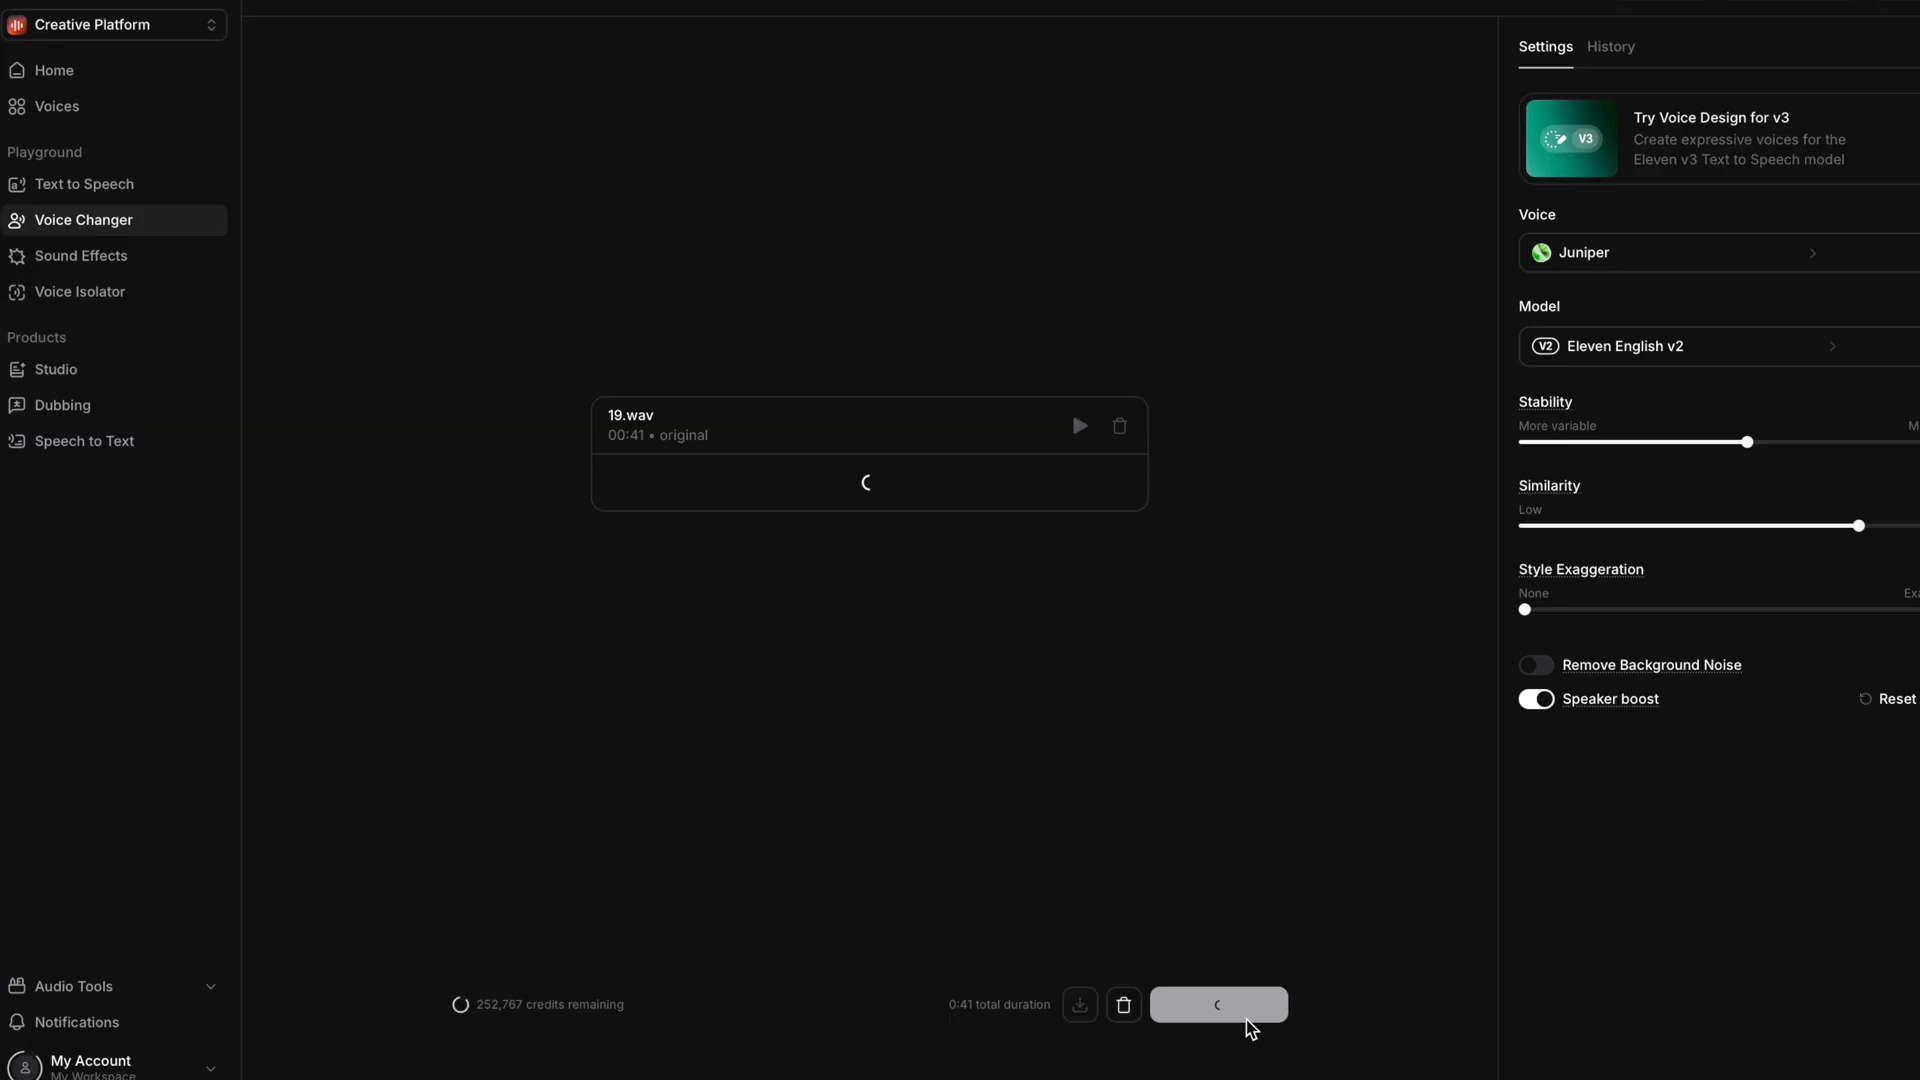 Creative Platform
Home
Voices
Playground
Text to Speech
Voice Changer
Sound Effects
Voice Isolator
Products
Studio
Dubbing
Speech to Text
Audio Tools
Notifications
My Account
My Workspace
19.wav
00:41 • original
252,767 credits remaining
0:41 total duration
Settings History
V3
Try Voice Design for v3
Create expressive voices for the
Eleven v3 Text to Speech model
Voice
Juniper
Model
V2 Eleven English v2
Stability
More variable M
Similarity
Low
Style Exaggeration
None Exa
Remove Background Noise
Speaker boost Reset